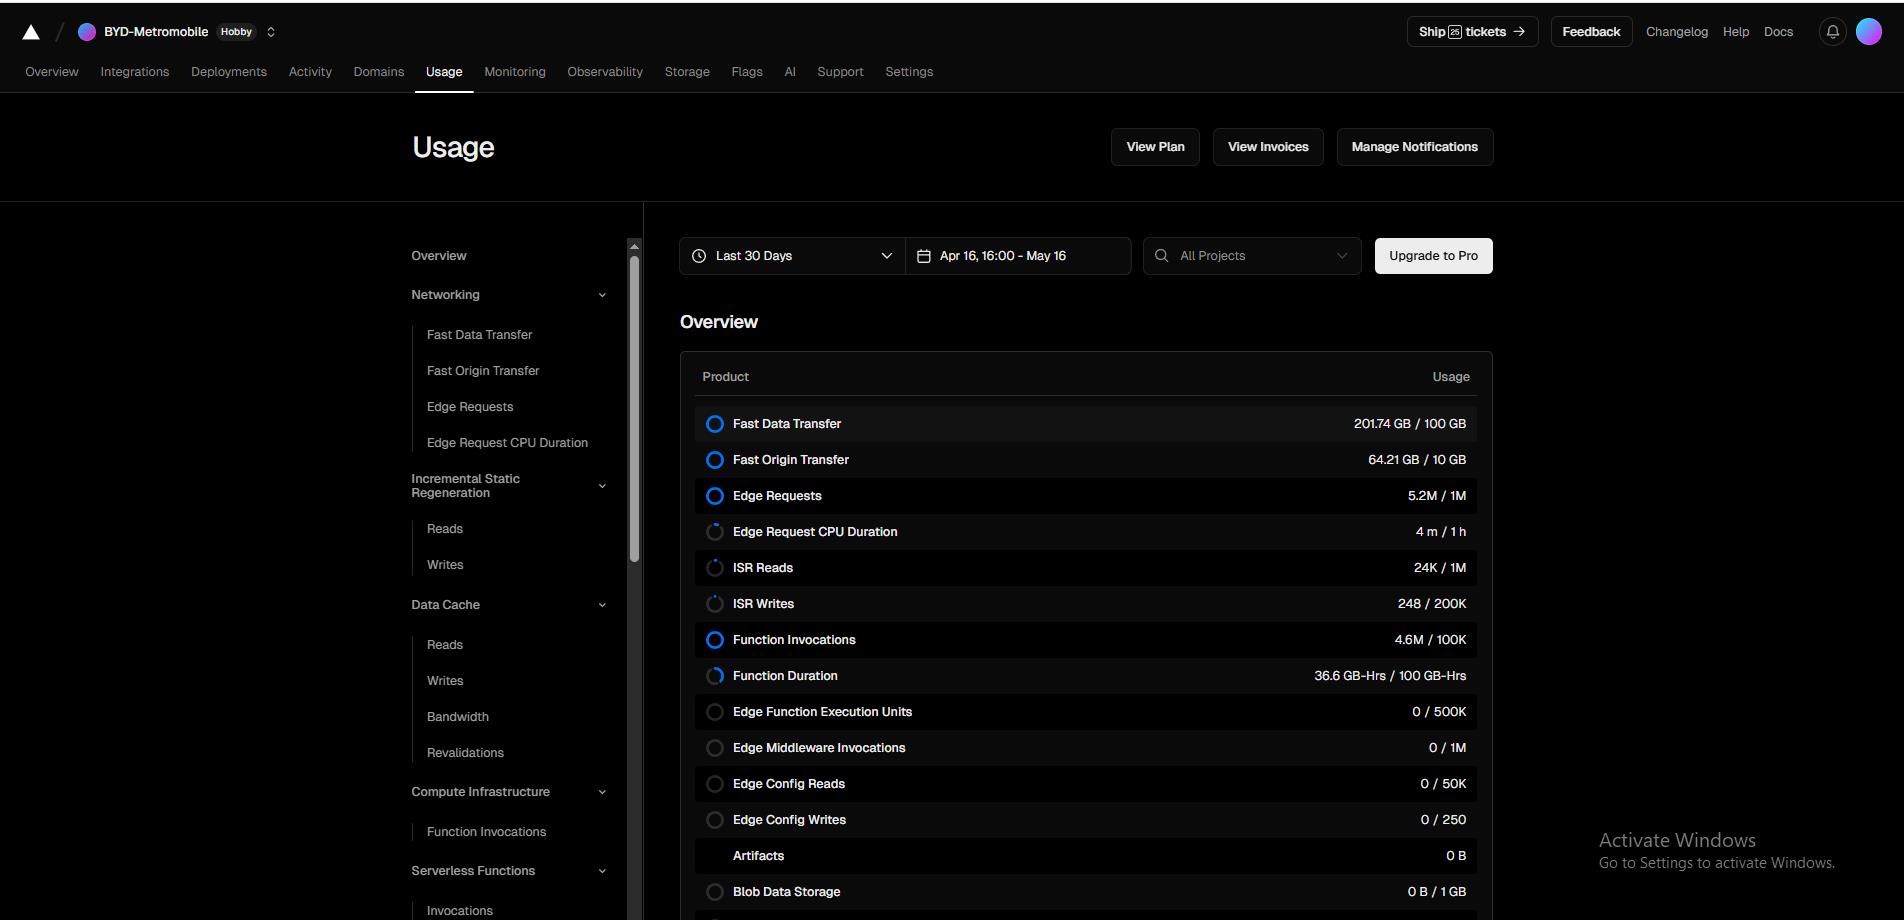 BYD-Metromobile Hobby
Ship 25 tickets → Feedback Changelog Help Docs
Overview Integrations Deployments Activity Domains Usage Monitoring Observability Storage Flags AI Support Settings
Usage
View Plan View Invoices Manage Notifications
Overview
Networking
Fast Data Transfer
Fast Origin Transfer
Edge Requests
Edge Request CPU Duration
Incremental Static
Regeneration
Reads
Writes
Data Cache
Reads
Writes
Bandwidth
Revalidations
Compute Infrastructure
Function Invocations
Serverless Functions
Invocations
Last 30 Days Apr 16, 16:00 - May 16 All Projects Upgrade to Pro
Overview
Product Usage
Fast Data Transfer 201.74 GB / 100 GB
Fast Origin Transfer 64.21 GB / 10 GB
Edge Requests 5.2M / 1M
Edge Request CPU Duration 4 m / 1 h
ISR Reads 24K / 1M
ISR Writes 248 / 200K
Function Invocations 4.6M / 100K
Function Duration 36.6 GB-Hrs / 100 GB-Hrs
Edge Function Execution Units 0 / 500K
Edge Middleware Invocations 0 / 1M
Edge Config Reads 0 / 50K
Edge Config Writes 0 / 250
Artifacts 0 B
Blob Data Storage 0 B / 1 GB
Activate Windows
Go to Settings to activate Windows.